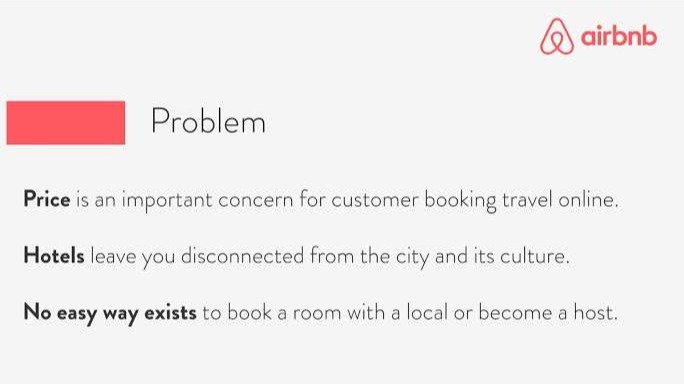 airbnb
Problem
Price is an important concern for customer booking travel online.
Hotels leave you disconnected from the city and its culture.
No easy way exists to book a room with a local or become a host.